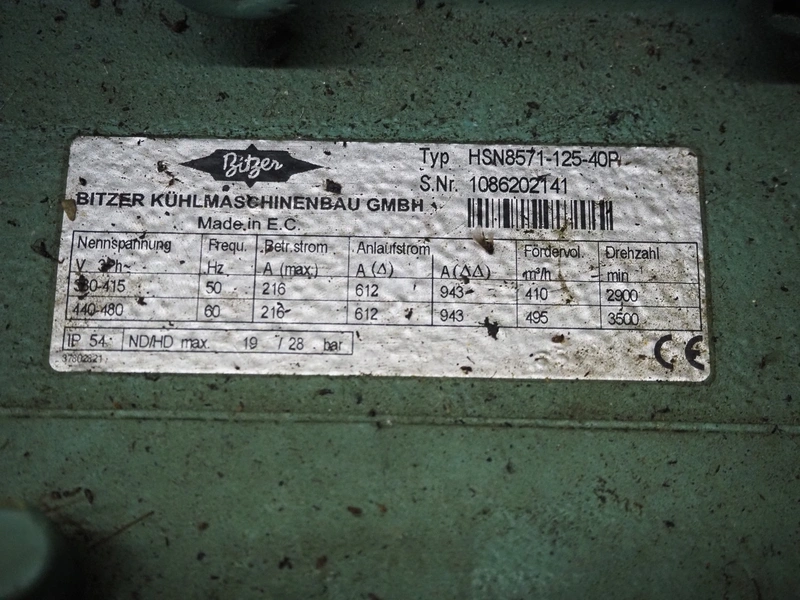 Bitzer
BITZER KÜHLMASCHINENBAU GMBH
Made in E.C.
Typ HSN8571-125-40P
S.Nr. 1086202141
Nennspannung Frequ. Betr.strom Anlaufstrom Fördervol. Drehzahl
V 3Ph~ Hz A (max.) A (Δ) A (ΔΔ) m³/h min
380-415 50 216 612 943 410 2900
440-480 60 216 612 943 495 3500
IP 54 ND/HD max. 19 / 28 bar
CE